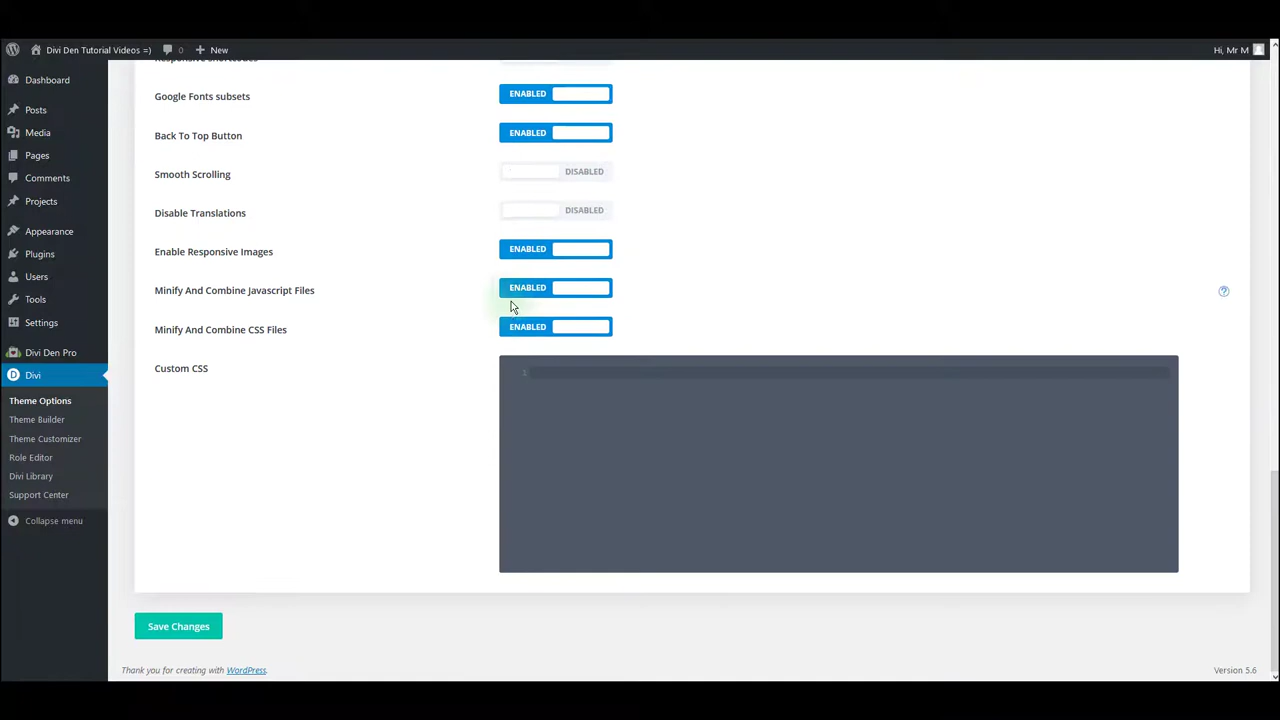 Divi Den Tutorial Videos =) 0 New
Hi, Mr M
Dashboard
Posts
Media
Pages
Comments
Projects
Appearance
Plugins
Users
Tools
Settings
Divi Den Pro
Divi
Theme Options
Theme Builder
Theme Customizer
Role Editor
Divi Library
Support Center
Collapse menu
Responsive shortcodes
Google Fonts subsets ENABLED
Back To Top Button ENABLED
Smooth Scrolling DISABLED
Disable Translations DISABLED
Enable Responsive Images ENABLED
Minify And Combine Javascript Files ENABLED ?
Minify And Combine CSS Files ENABLED
Custom CSS 1
Save Changes
Thank you for creating with WordPress.
Version 5.6